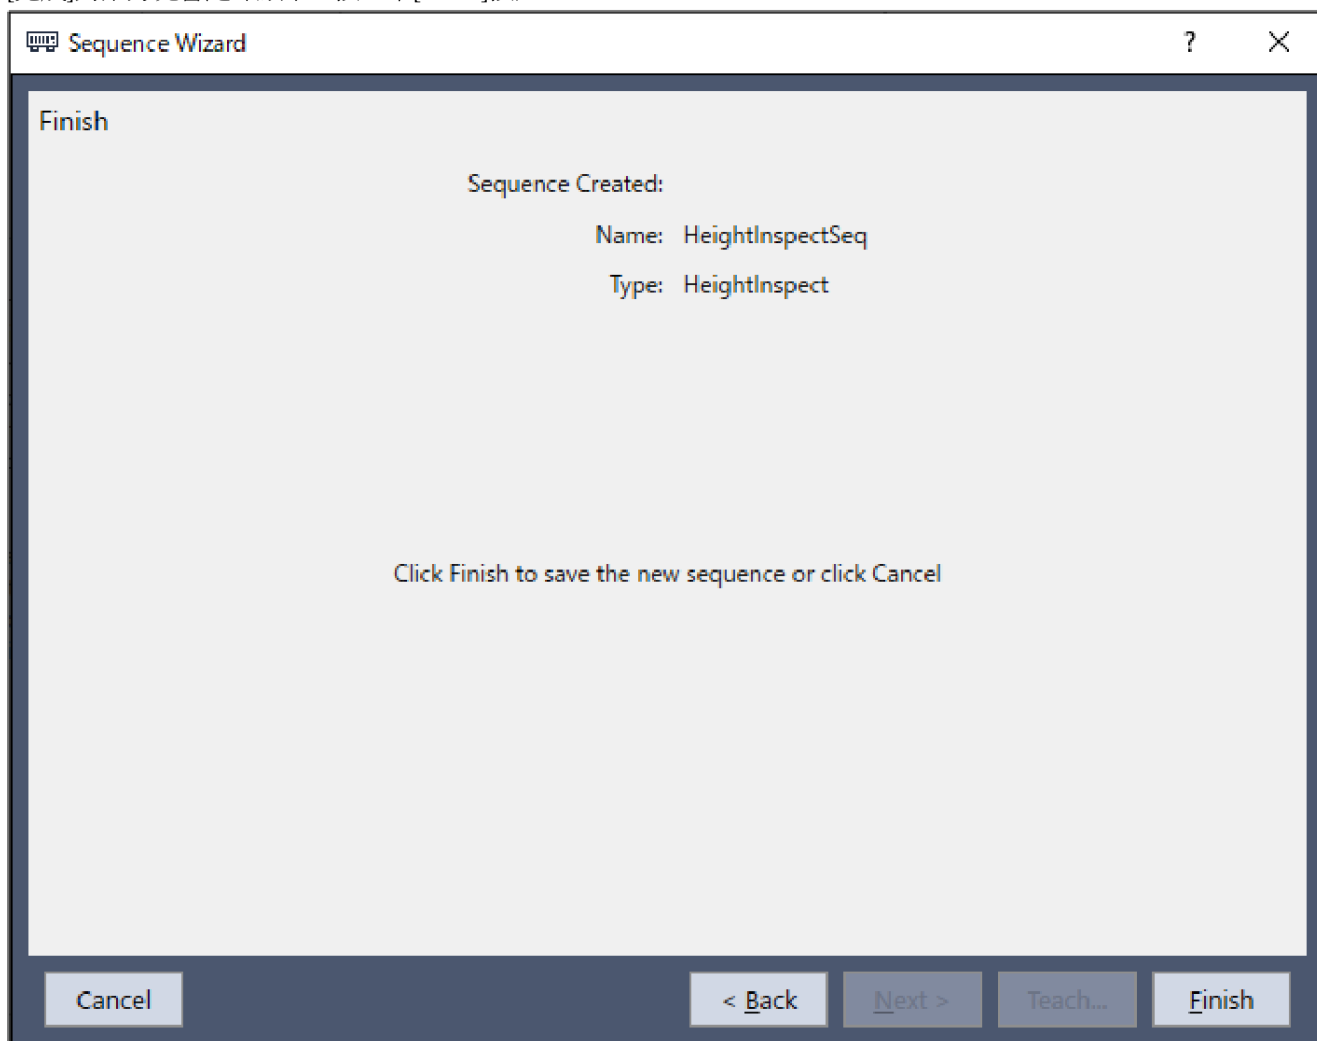 Sequence Wizard
?
Finish
Sequence Created:
Name: HeightInspectSeq
Type: HeightInspect
Click Finish to save the new sequence or click Cancel
Cancel
< Back
Next >
Teach...
Finish